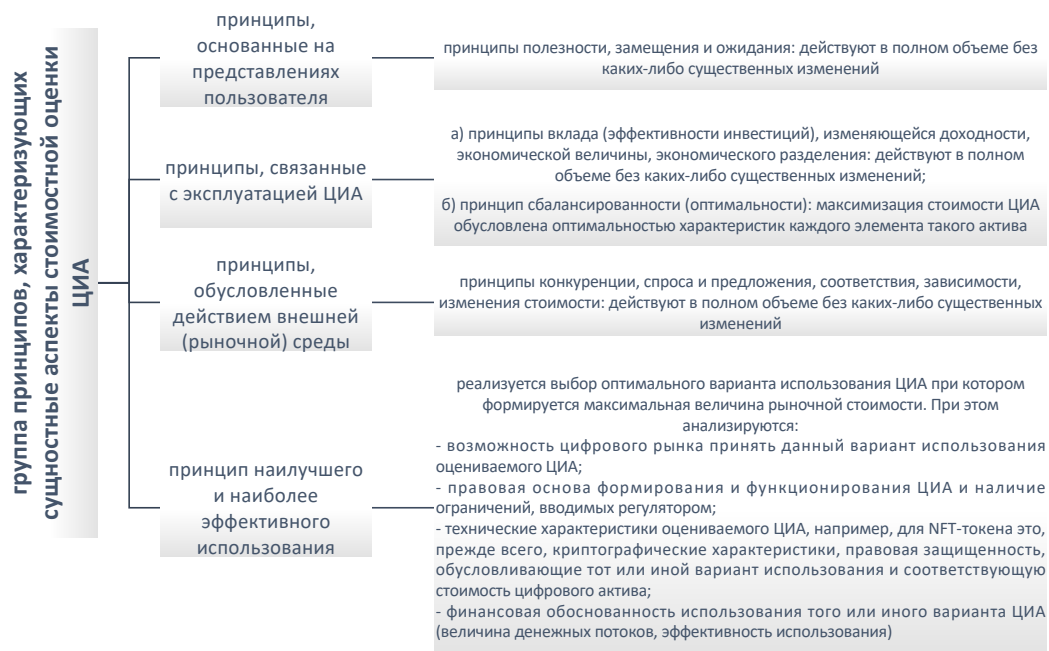 группа принципов, характеризующих
сущностные аспекты стоимостной оценки
ЦИА
принципы,
основанные на
представлениях
пользователя
принципы полезности, замещения и ожидания: действуют в полном объеме без
каких-либо существенных изменений
принципы, связанные
с эксплуатацией ЦИА
а) принципы вклада (эффективности инвестиций), изменяющейся доходности,
экономической величины, экономического разделения: действуют в полном
объеме без каких-либо существенных изменений;
б) принцип сбалансированности (оптимальности): максимизация стоимости ЦИА
обусловлена оптимальностью характеристик каждого элемента такого актива
принципы,
обусловленные
действием внешней
(рыночной) среды
принципы конкуренции, спроса и предложения, соответствия, зависимости,
изменения стоимости: действуют в полном объеме без каких-либо существенных
изменений
принцип наилучшего
и наиболее
эффективного
использования
реализуется выбор оптимального варианта использования ЦИА при котором
формируется максимальная величина рыночной стоимости. При этом
анализируются:
- возможность цифрового рынка принять данный вариант использования
оцениваемого ЦИА;
- правовая основа формирования и функционирования ЦИА и наличие
ограничений, вводимых регулятором;
- технические характеристики оцениваемого ЦИА, например, для NFT-токена это,
прежде всего, криптографические характеристики, правовая защищенность,
обусловливающие тот или иной вариант использования и соответствующую
стоимость цифрового актива;
- финансовая обоснованность использования того или иного варианта ЦИА
(величина денежных потоков, эффективность использования)